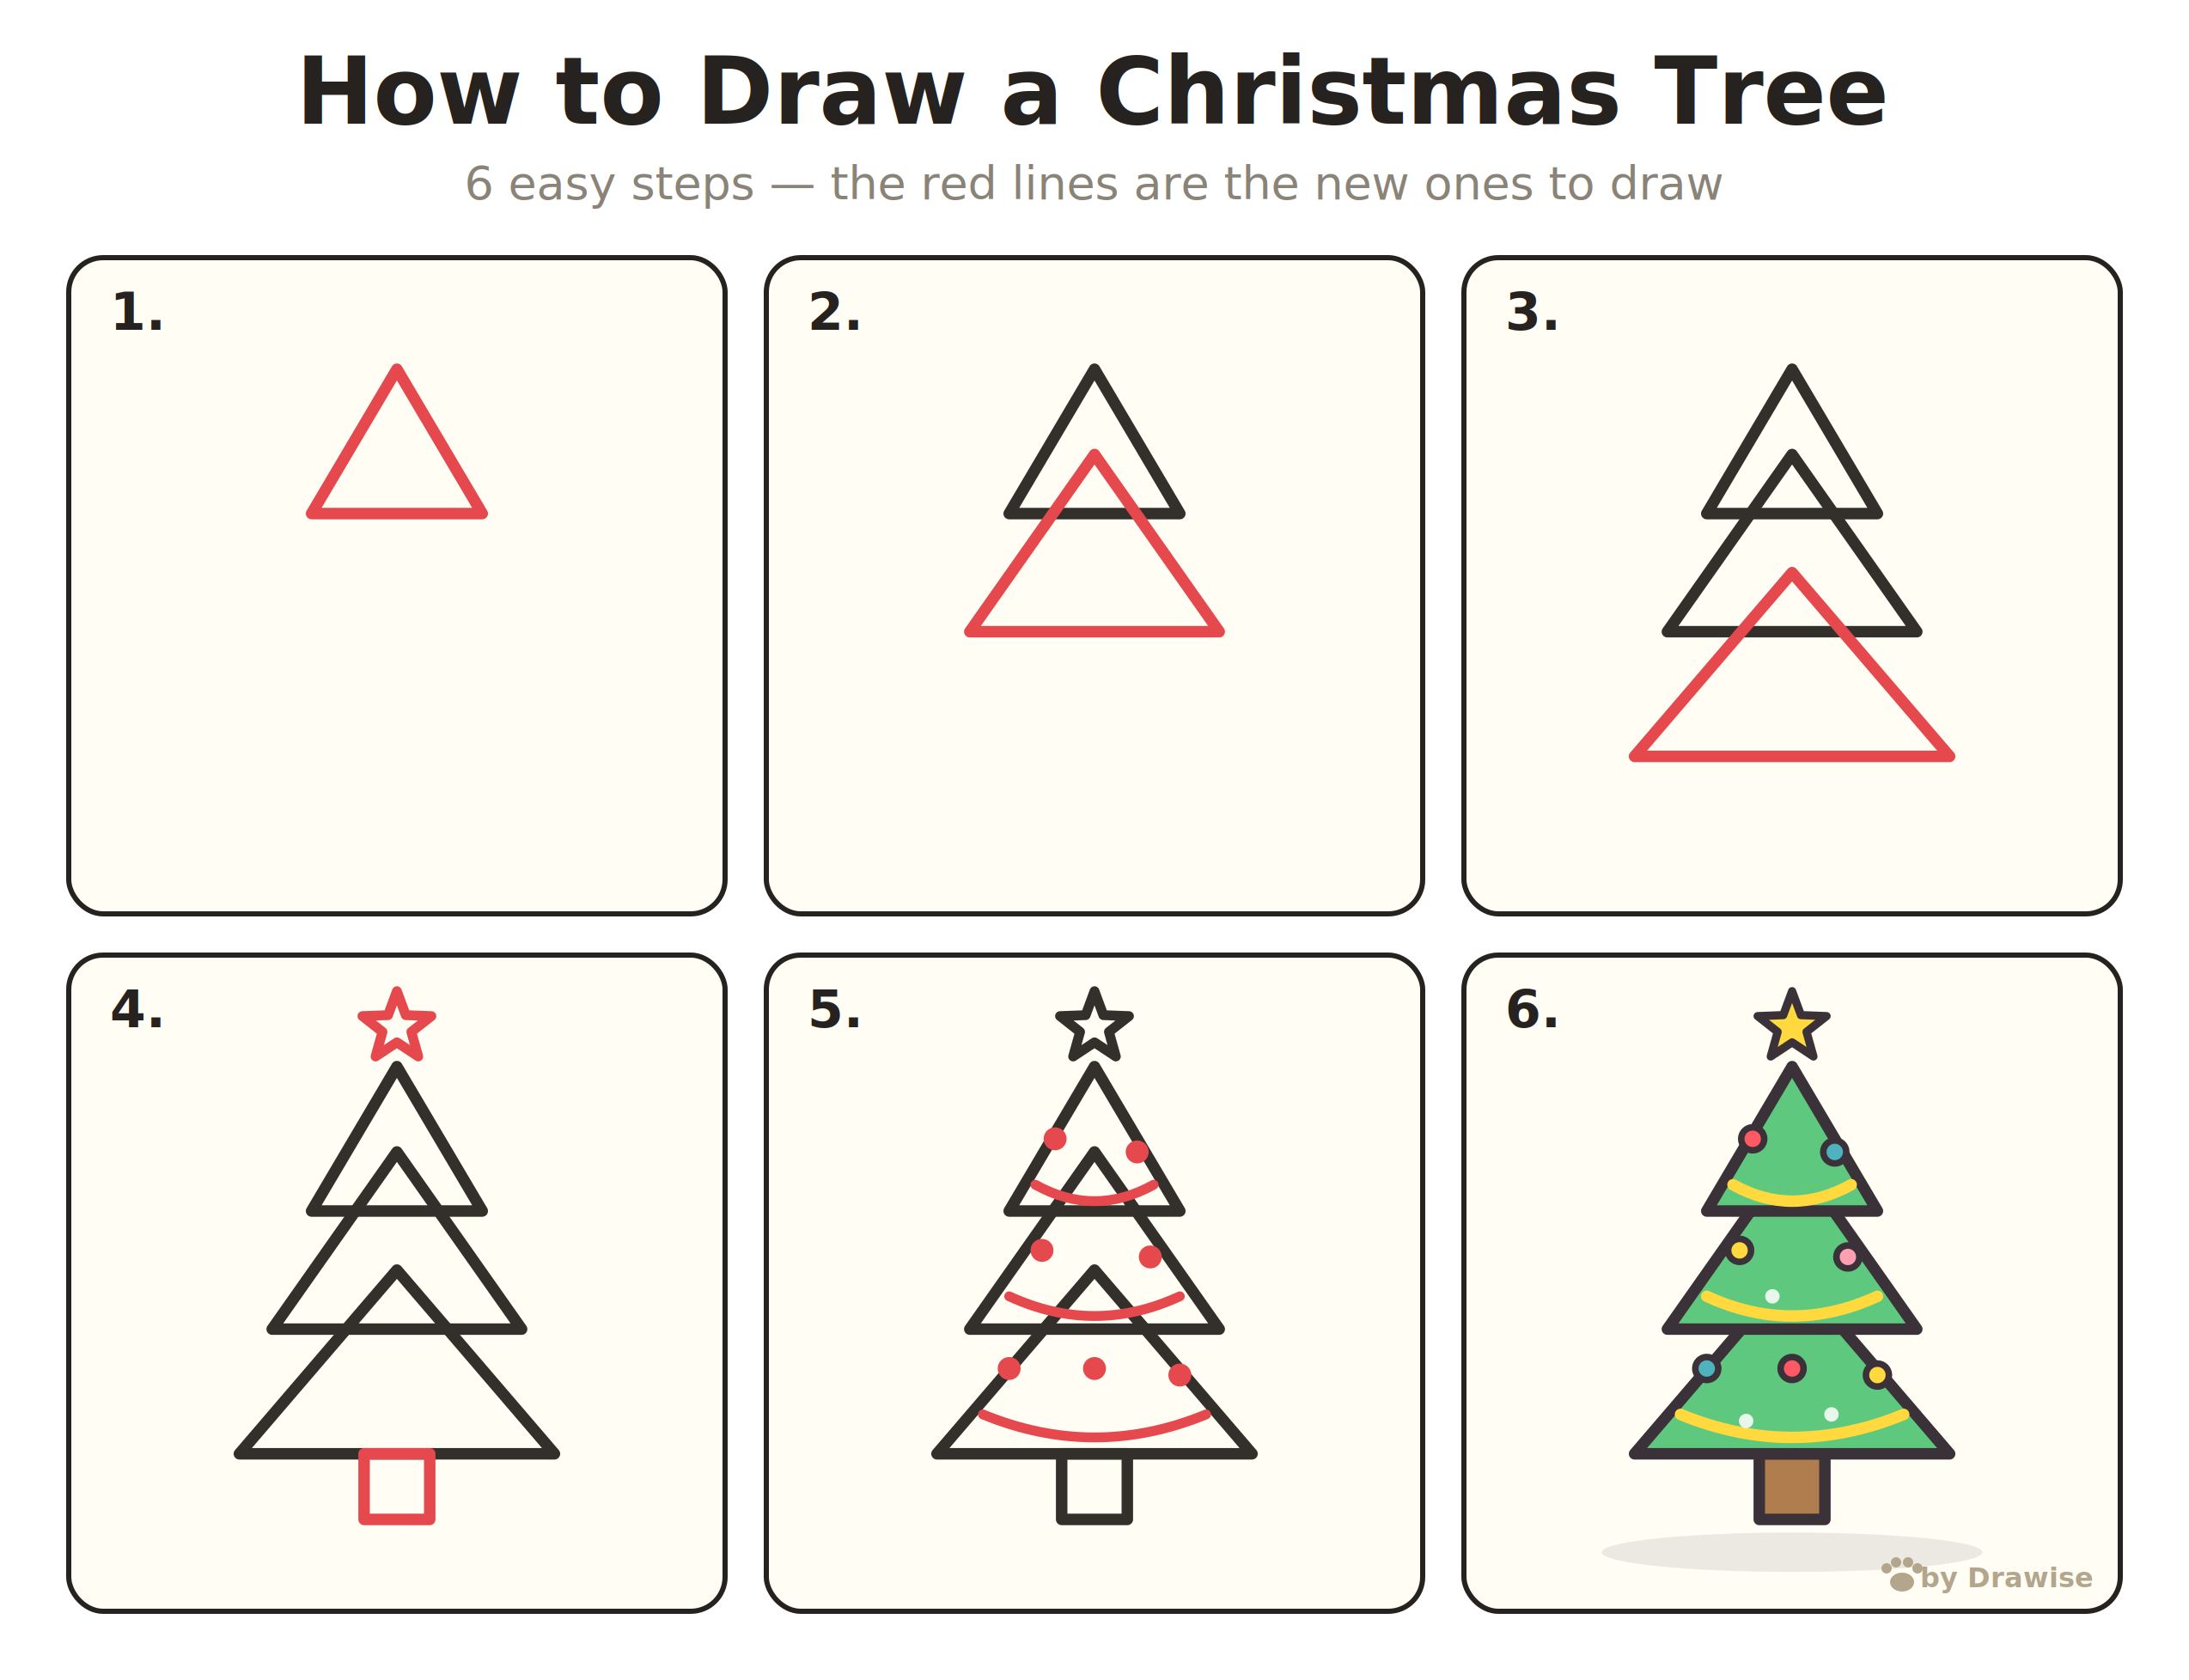 How to Draw a Christmas Tree
6 easy steps — the red lines are the new ones to draw
1.
2.
3.
4.
5.
6.
by Drawise